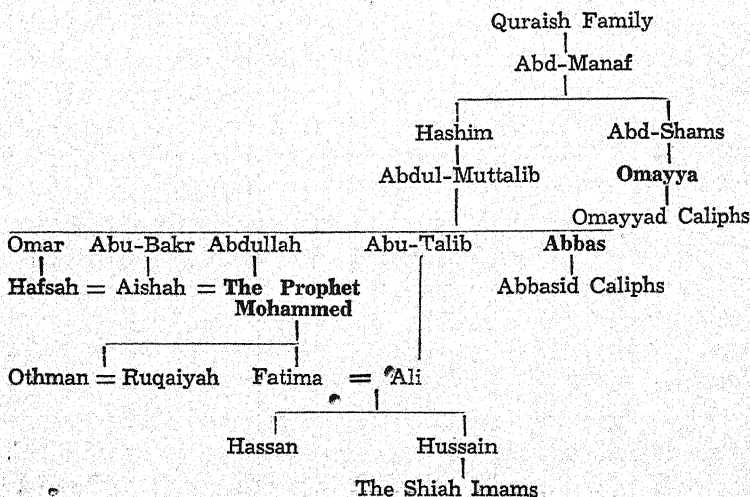 Quraish Family
Abd-Manaf
Hashim Abd-Shams
Abdul-Muttalib Omayya
Omayyad Caliphs
Omar Abu-Bakr Abdullah Abu-Talib Abbas
Hafsah = Aishah = The Prophet Abbasid Caliphs
Mohammed
Othman = Ruqaiyah Fatima = Ali
Hassan Hussain
The Shiah Imams